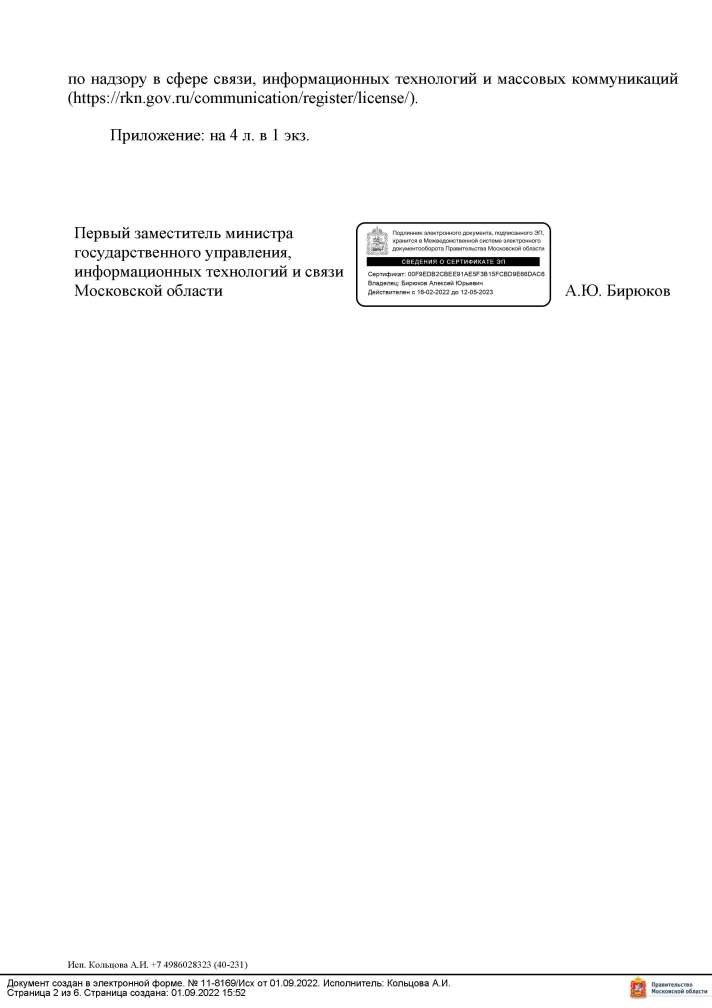 по надзору в сфере связи, информационных технологий и массовых коммуникаций
(https://rkn.gov.ru/communication/register/license/).
Приложение: на 4 л. в 1 экз.
Первый заместитель министра
государственного управления,
информационных технологий и связи
Московской области
Подлинник электронного документа, подписанного ЭП,
хранится в Межведомственной системе электронного
документооборота Правительства Московской области
СВЕДЕНИЯ О СЕРТИФИКАТЕ ЭП
Сертификат: 00F9EDB2CBEE91AE5F3B15FCBD9E66DAC6
Владелец: Бирюков Алексей Юрьевич
Действителен с 16-02-2022 до 12-05-2023
А.Ю. Бирюков
Исп. Кольцова А.И. +7 4986028323 (40-231)
Документ создан в электронной форме. № 11-8169/Исх от 01.09.2022. Исполнитель: Кольцова А.И.
Страница 2 из 6. Страница создана: 01.09.2022 15:52
Правительство
Московской области